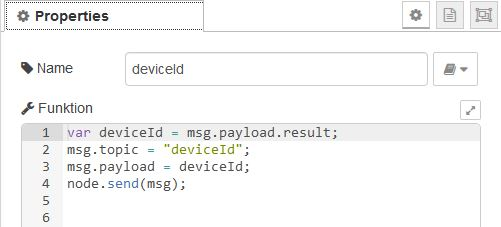 Properties
Name
deviceId
Funktion
1 var deviceId = msg.payload.result;
2 msg.topic = "deviceId";
3 msg.payload = deviceId;
4 node.send(msg);
5
6